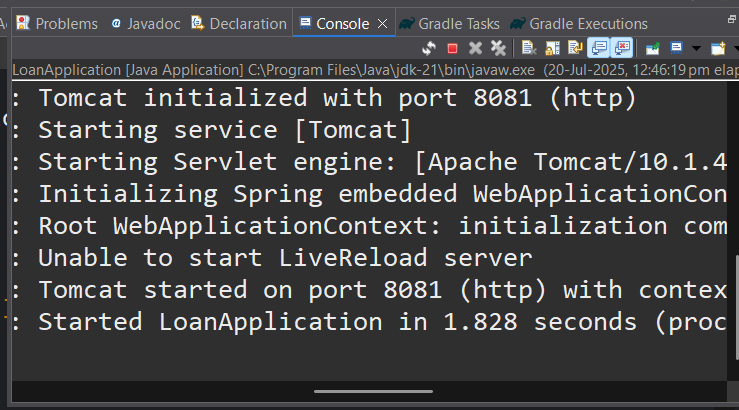 Problems @ Javadoc Declaration Console Gradle Tasks Gradle Executions
LoanApplication [Java Application] C:\Program Files\Java\jdk-21\bin\javaw.exe (20-Jul-2025, 12:46:19 pm elap
: Tomcat initialized with port 8081 (http)
: Starting service [Tomcat]
: Starting Servlet engine: [Apache Tomcat/10.1.4
: Initializing Spring embedded WebApplicationCon
: Root WebApplicationContext: initialization com
: Unable to start LiveReload server
: Tomcat started on port 8081 (http) with contex
: Started LoanApplication in 1.828 seconds (proc